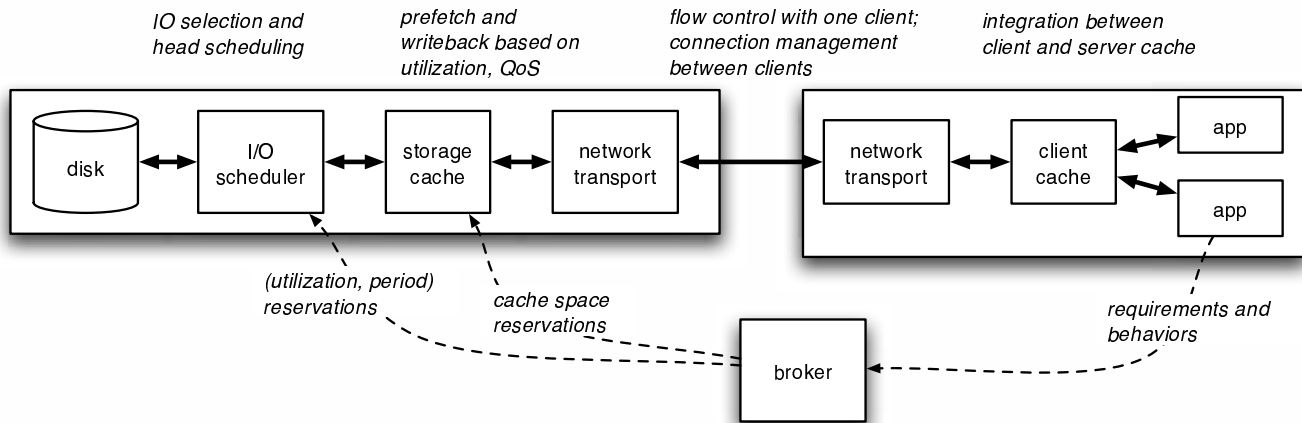 IO selection and
head scheduling
prefetch and
writeback based on
utilization, QoS
flow control with one client;
connection management
between clients
integration between
client and server cache
disk
I/O
scheduler
storage
cache
network
transport
network
transport
client
cache
app
app
(utilization, period)
reservations
cache space
reservations
requirements and
behaviors
broker